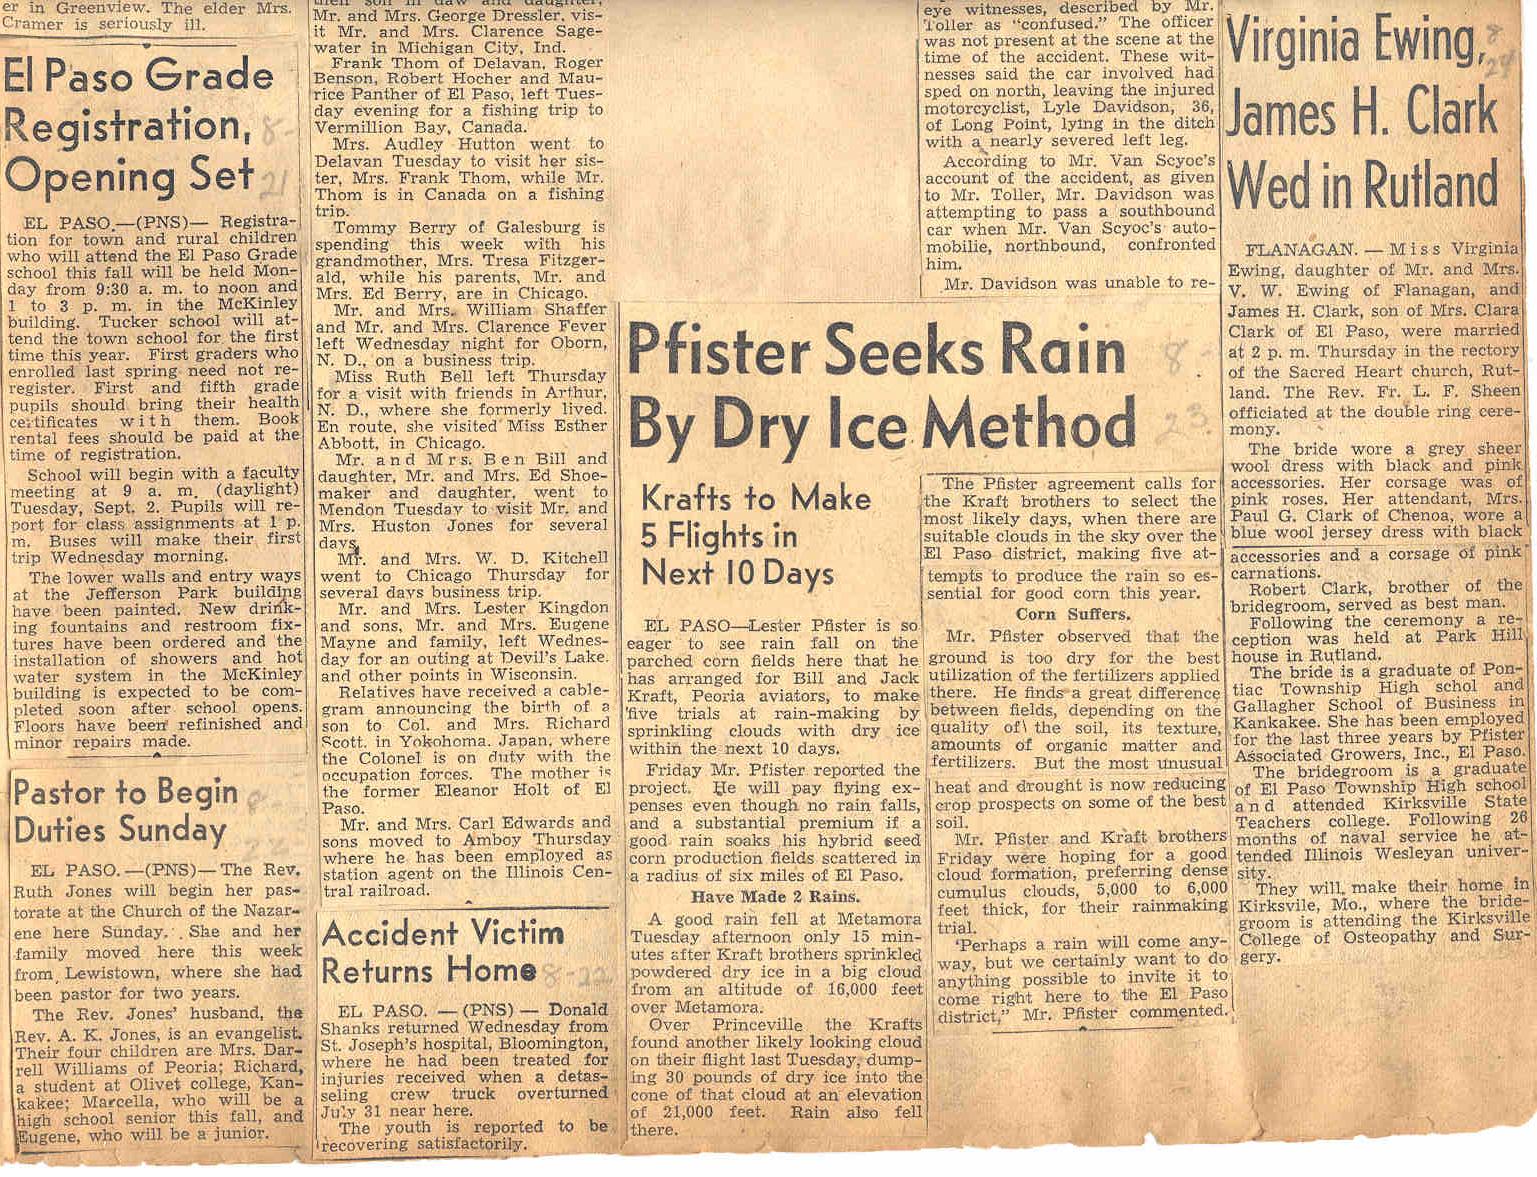 er in Greenview. The elder Mrs.
Cramer is seriously ill.
El Paso Grade
Registration, 8-
Opening Set 21
EL PASO.—(PNS)— Registra-
tion for town and rural children
who will attend the El Paso Grade
school this fall will be held Mon-
day from 9:30 a. m. to noon and
1 to 3 p. m. in the McKinley
building. Tucker school will at-
tend the town school for the first
time this year. First graders who
enrolled last spring need not re-
register. First and fifth grade
pupils should bring their health
certificates with them. Book
rental fees should be paid at the
time of registration.
School will begin with a faculty
meeting at 9 a. m. (daylight)
Tuesday, Sept. 2. Pupils will re-
port for class assignments at 1 p.
m. Buses will make their first
trip Wednesday morning.
The lower walls and entry ways
at the Jefferson Park building
have been painted. New drink-
ing fountains and restroom fix-
tures have been ordered and the
installation of showers and hot
water system in the McKinley
building is expected to be com-
pleted soon after school opens.
Floors have been refinished and
minor repairs made.
Pastor to Begin 8-
Duties Sunday 22
EL PASO.—(PNS)— The Rev.
Ruth Jones will begin her pas-
torate at the Church of the Nazar-
ene here Sunday. She and her
family moved here this week
from Lewistown, where she had
been pastor for two years.
The Rev. Jones' husband, the
Rev. A. K. Jones, is an evangelist.
Their four children are Mrs. Dar-
rell Williams of Peoria; Richard,
a student at Olivet college, Kan-
kakee; Marcella, who will be a
high school senior this fall, and
Eugene, who will be a junior.
their son in law and daughter,
Mr. and Mrs. George Dressler, vis-
it Mr. and Mrs. Clarence Sage-
water in Michigan City, Ind.
Frank Thom of Delavan, Roger
Benson, Robert Hocher and Mau-
rice Panther of El Paso, left Tues-
day evening for a fishing trip to
Vermillion Bay, Canada.
Mrs. Audley Hutton went to
Delavan Tuesday to visit her sis-
ter, Mrs. Frank Thom, while Mr.
Thom is in Canada on a fishing
trip.
Tommy Berry of Galesburg is
spending this week with his
grandmother, Mrs. Tresa Fitzger-
ald, while his parents, Mr. and
Mrs. Ed Berry, are in Chicago.
Mr. and Mrs. William Shaffer
and Mr. and Mrs. Clarence Fever
left Wednesday night for Oborn,
N. D., on a business trip.
Miss Ruth Bell left Thursday
for a visit with friends in Arthur,
N. D., where she formerly lived.
En route, she visited Miss Esther
Abbott, in Chicago.
Mr. and Mrs. Ben Bill and
daughter, Mr. and Mrs. Ed Shoe-
maker and daughter, went to
Mendon Tuesday to visit Mr. and
Mrs. Huston Jones for several
days.
Mr. and Mrs. W. D. Kitchell
went to Chicago Thursday for
several days business trip.
Mr. and Mrs. Lester Kingdon
and sons, Mr. and Mrs. Eugene
Mayne and family, left Wednes-
day for an outing at Devil's Lake.
and other points in Wisconsin.
Relatives have received a cable-
gram announcing the birth of a
son to Col. and Mrs. Richard
Scott. in Yokohoma. Japan, where
the Colonel is on duty with the
occupation forces. The mother is
the former Eleanor Holt of El
Paso.
Mr. and Mrs. Carl Edwards and
sons moved to Amboy Thursday
where he has been employed as
station agent on the Illinois Cen-
tral railroad.
Accident Victim
Returns Home 8-22
EL PASO. — (PNS) — Donald
Shanks returned Wednesday from
St. Joseph's hospital, Bloomington,
where he had been treated for
injuries received when a detas-
seling crew truck overturned
July 31 near here.
The youth is reported to be
recovering satisfactorily.
eye witnesses, described by Mr.
Toller as "confused." The officer
was not present at the scene at the
time of the accident. These wit-
nesses said the car involved had
sped on north, leaving the injured
motorcyclist, Lyle Davidson, 36,
of Long Point, lying in the ditch
with a nearly severed left leg.
According to Mr. Van Scyoc's
account of the accident, as given
to Mr. Toller, Mr. Davidson was
attempting to pass a southbound
car when Mr. Van Scyoc's auto-
mobilie, northbound, confronted
him.
Mr. Davidson was unable to re-
Pfister Seeks Rain 8-
By Dry Ice Method 23
Krafts to Make
5 Flights in
Next 10 Days
EL PASO—Lester Pfister is so
eager to see rain fall on the
parched corn fields here that he
has arranged for Bill and Jack
Kraft, Peoria aviators, to make
five trials at rain-making by
sprinkling clouds with dry ice
within the next 10 days.
Friday Mr. Pfister reported the
project. He will pay flying ex-
penses even though no rain falls,
and a substantial premium if a
good rain soaks his hybrid seed
corn production fields scattered in
a radius of six miles of El Paso.
Have Made 2 Rains.
A good rain fell at Metamora
Tuesday afternoon only 15 min-
utes after Kraft brothers sprinkled
powdered dry ice in a big cloud
from an altitude of 16,000 feet
over Metamora.
Over Princeville the Krafts
found another likely looking cloud
on their flight last Tuesday, dump-
ing 30 pounds of dry ice into the
cone of that cloud at an elevation
of 21,000 feet. Rain also fell
there.
The Pfister agreement calls for
the Kraft brothers to select the
most likely days, when there are
suitable clouds in the sky over the
El Paso district, making five at-
tempts to produce the rain so es-
sential for good corn this year.
Corn Suffers.
Mr. Pfister observed that the
ground is too dry for the best
utilization of the fertilizers applied
there. He finds a great difference
between fields, depending on the
quality of the soil, its texture,
amounts of organic matter and
fertilizers. But the most unusual
heat and drought is now reducing
crop prospects on some of the best
soil.
Mr. Pfister and Kraft brothers
Friday were hoping for a good
cloud formation, preferring dense
cumulus clouds, 5,000 to 6,000
feet thick, for their rainmaking
trial.
'Perhaps a rain will come any-
way, but we certainly want to do
anything possible to invite it to
come right here to the El Paso
district," Mr. Pfister commented.
Virginia Ewing, 8
24
James H. Clark
Wed in Rutland
FLANAGAN. — Miss Virginia
Ewing, daughter of Mr. and Mrs.
V. W. Ewing of Flanagan, and
James H. Clark, son of Mrs. Clara
Clark of El Paso, were married
at 2 p. m. Thursday in the rectory
of the Sacred Heart church, Rut-
land. The Rev. Fr. L. F. Sheen
officiated at the double ring cere-
mony.
The bride wore a grey sheer
wool dress with black and pink
accessories. Her corsage was of
pink roses. Her attendant, Mrs.
Paul G. Clark of Chenoa, wore a
blue wool jersey dress with black
accessories and a corsage of pink
carnations.
Robert Clark, brother of the
bridegroom, served as best man.
Following the ceremony a re-
ception was held at Park Hill
house in Rutland.
The bride is a graduate of Pon-
tiac Township High schol and
Gallagher School of Business in
Kankakee. She has been employed
for the last three years by Pfister
Associated Growers, Inc., El Paso.
The bridegroom is a graduate
of El Paso Township High school
and attended Kirksville State
Teachers college. Following 26
months of naval service he at-
tended Illinois Wesleyan univer-
sity.
They will make their home in
Kirksvile, Mo., where the bride-
groom is attending the Kirksville
College of Osteopathy and Sur-
gery.